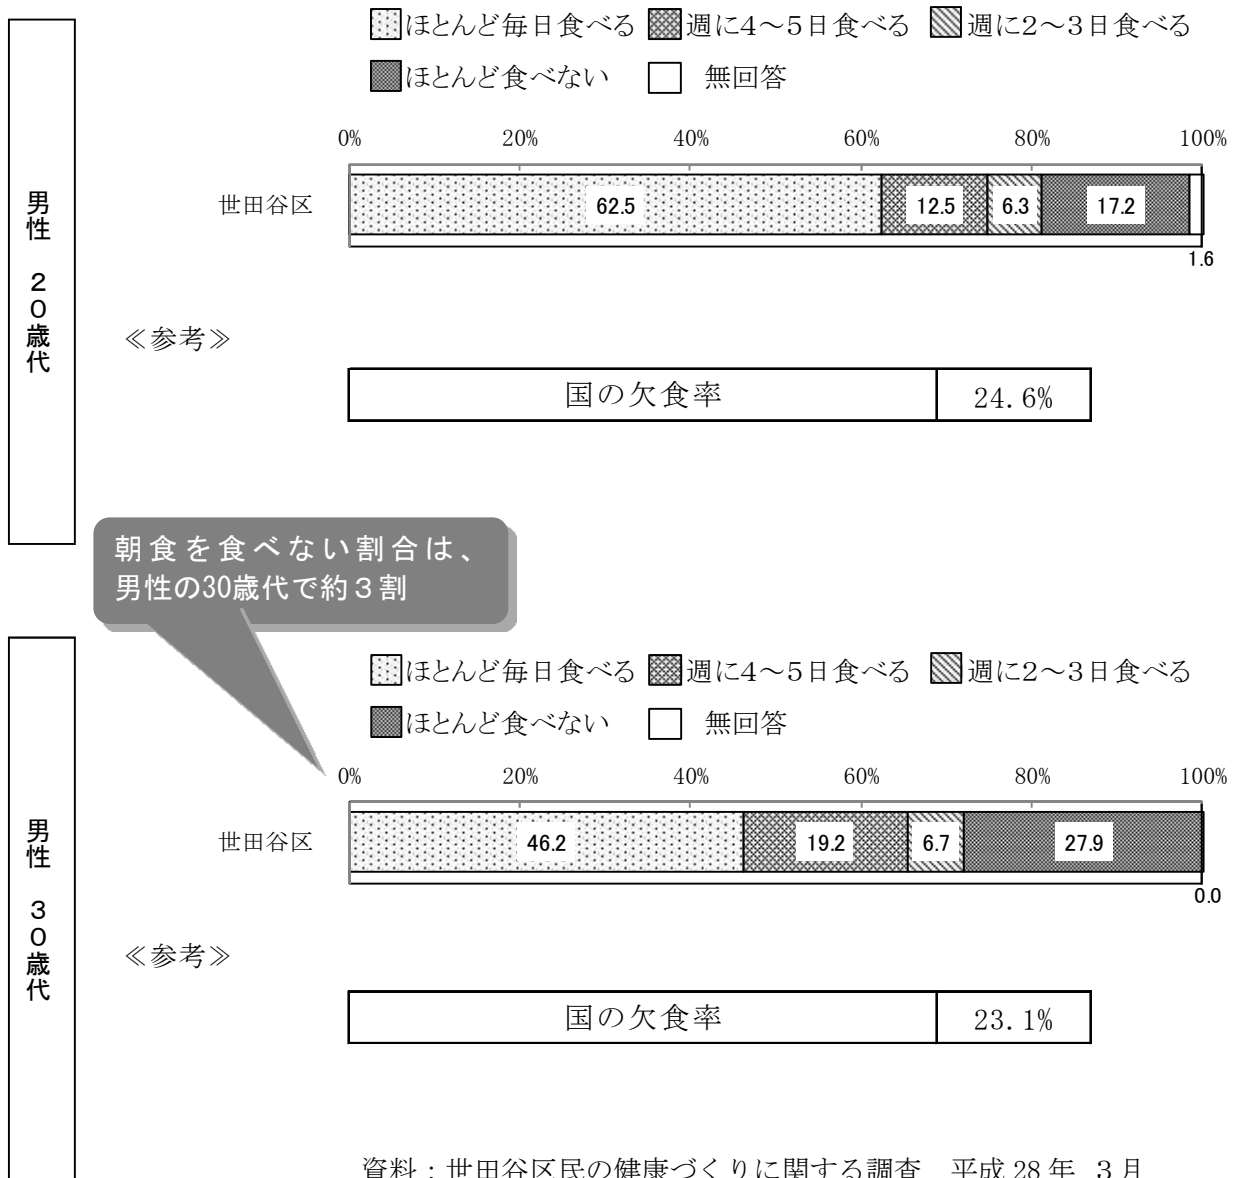 男性 20歳代
ほとんど毎日食べる 週に4～5日食べる 週に2～3日食べる
ほとんど食べない 無回答
0% 20% 40% 60% 80% 100%
世田谷区 62.5 12.5 6.3 17.2
1.6
≪参考≫
国の欠食率 24.6%
朝食を食べない割合は、
男性の30歳代で約３割
男性 30歳代
ほとんど毎日食べる 週に4～5日食べる 週に2～3日食べる
ほとんど食べない 無回答
0% 20% 40% 60% 80% 100%
世田谷区 46.2 19.2 6.7 27.9
0.0
≪参考≫
国の欠食率 23.1%
資料：世田谷区民の健康づくりに関する調査 平成28年 3月